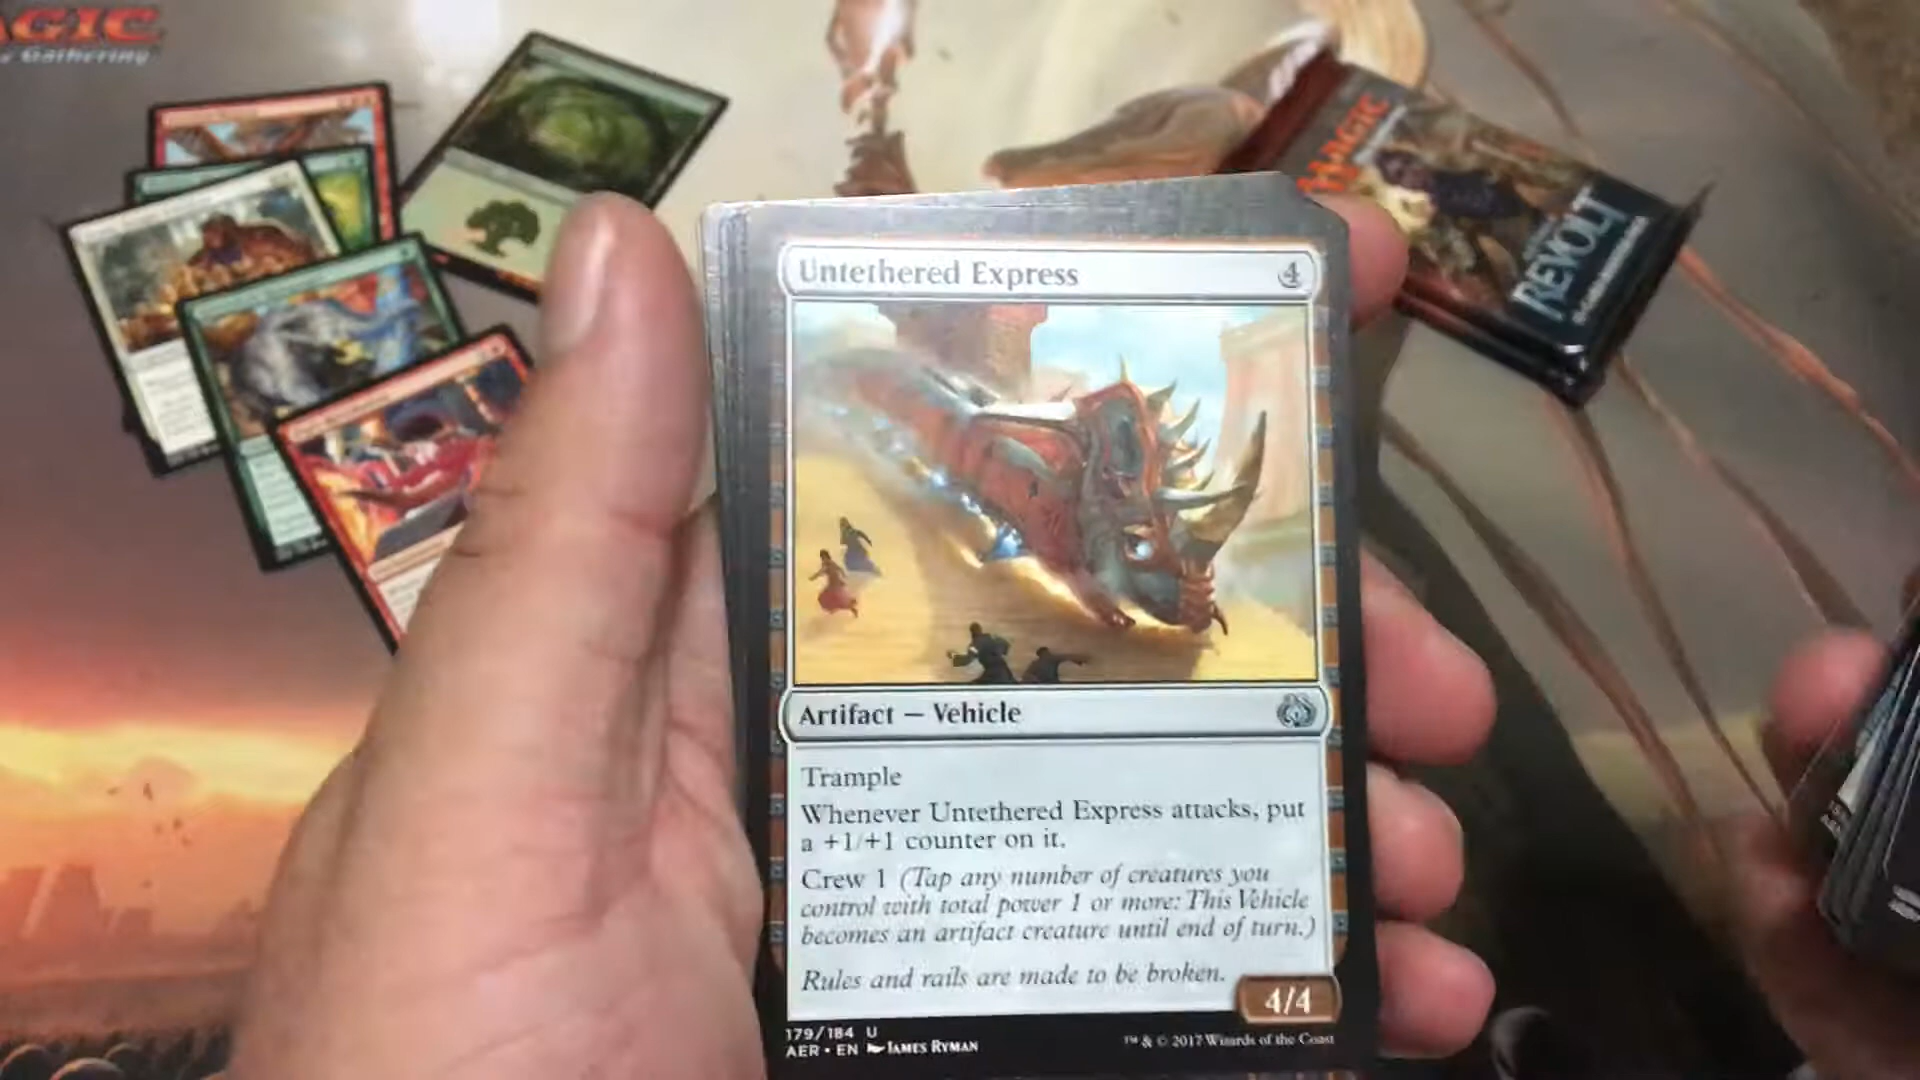 AGIC
Gathering
MAGIC
REVOLT
Untethered Express 4
Artifact — Vehicle
Trample
Whenever Untethered Express attacks, put
a +1/+1 counter on it.
Crew 1 (Tap any number of creatures you
control with total power 1 or more: This Vehicle
becomes an artifact creature until end of turn.)
Rules and rails are made to be broken.
4/4
179/184 U
AER • EN JAMES RYMAN
™ & © 2017 Wizards of the Coast